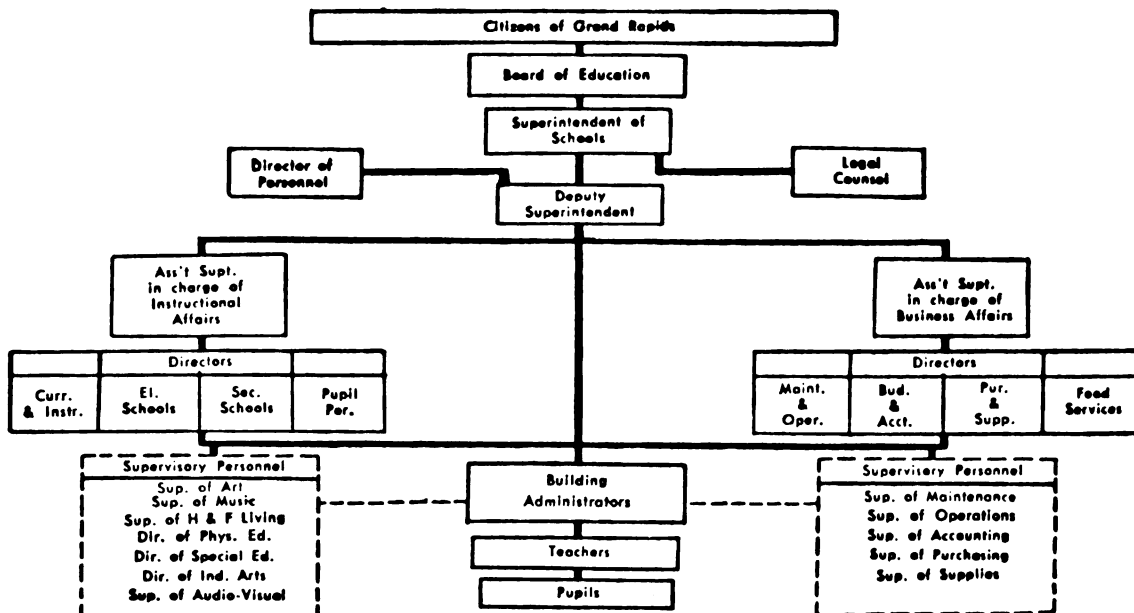 Citizens of Grand Rapids
Board of Education
Superintendent of
Schools
Director of
Personnel
Legal
Counsel
Deputy
Superintendent
Ass't Supt.
in charge of
Instructional
Affairs
Ass't Supt.
in charge of
Business Affairs
Directors
Curr.
& Instr.
El.
Schools
Sec.
Schools
Pupil
Per.
Directors
Maint.
&
Oper.
Bud.
&
Acct.
Pur.
&
Supp.
Food
Services
Supervisory Personnel
Sup. of Art
Sup. of Music
Sup. of H & F Living
Dir. of Phys. Ed.
Dir. of Special Ed.
Dir. of Ind. Arts
Sup. of Audio-Visual
Building
Administrators
Teachers
Pupils
Supervisory Personnel
Sup. of Maintenance
Sup. of Operations
Sup. of Accounting
Sup. of Purchasing
Sup. of Supplies